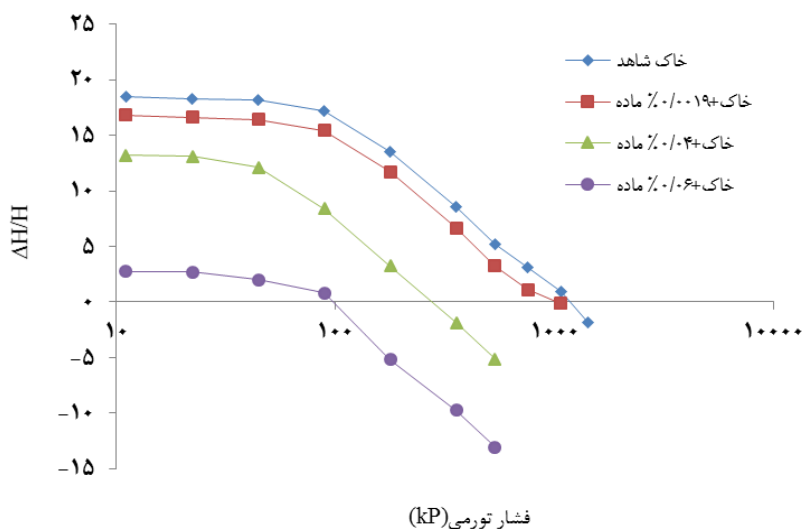 ۲۵
۲۰
۱۵
۱۰
۵
۰
-۵
-۱۰
-۱۵
ΔH/H
۱۰
۱۰۰
۱۰۰۰
۱۰۰۰۰
خاک شاهد
خاک+۰/۰۰۱۹٪ ماده
خاک+۰/۰۴٪ ماده
خاک+۰/۰۶٪ ماده
فشار تورمی(kP)